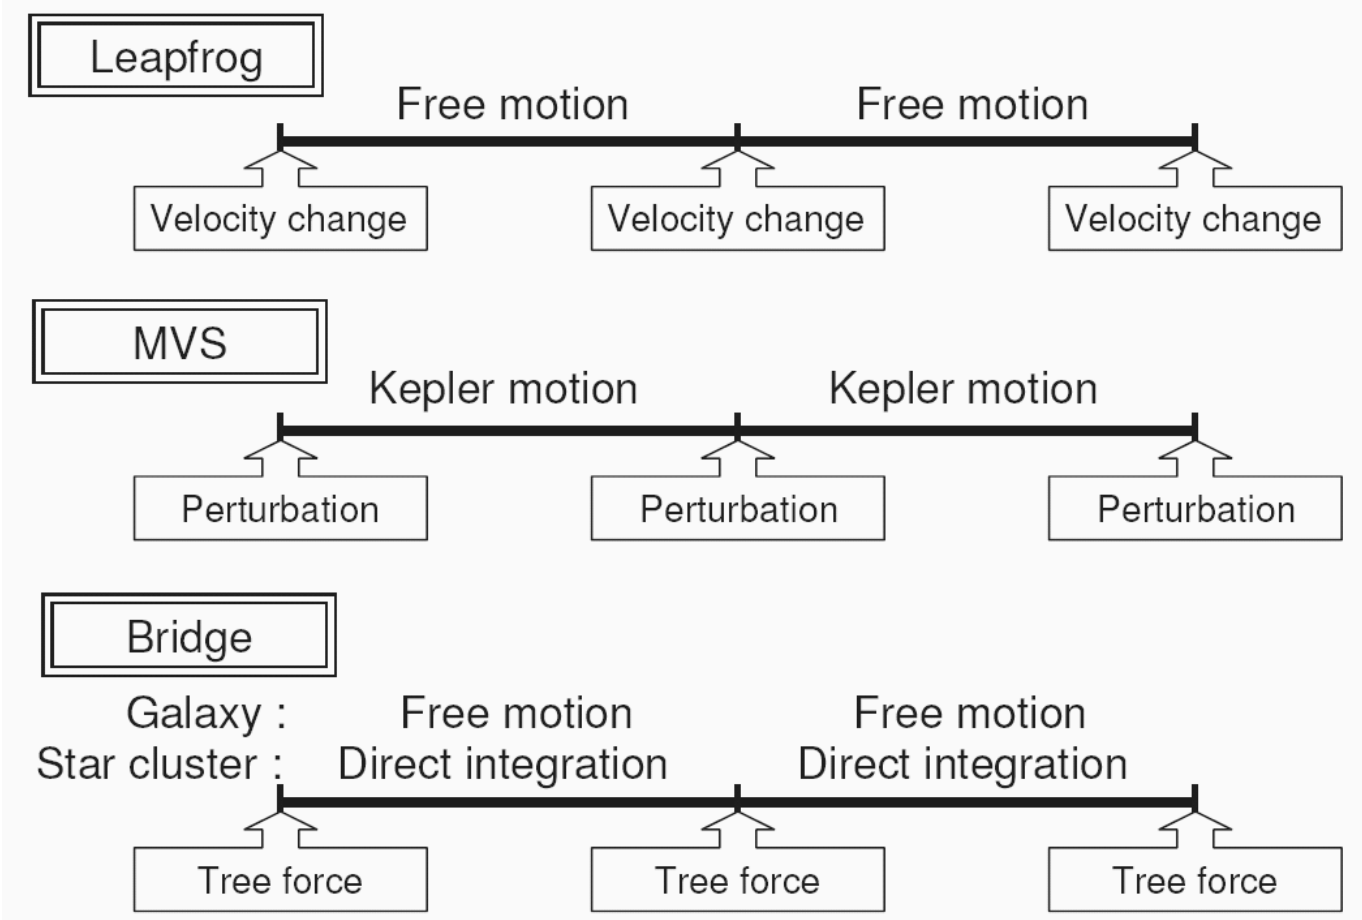 Leapfrog
Free motion Free motion
Velocity change Velocity change Velocity change
MVS
Kepler motion Kepler motion
Perturbation Perturbation Perturbation
Bridge
Galaxy : Free motion Free motion
Star cluster : Direct integration Direct integration
Tree force Tree force Tree force